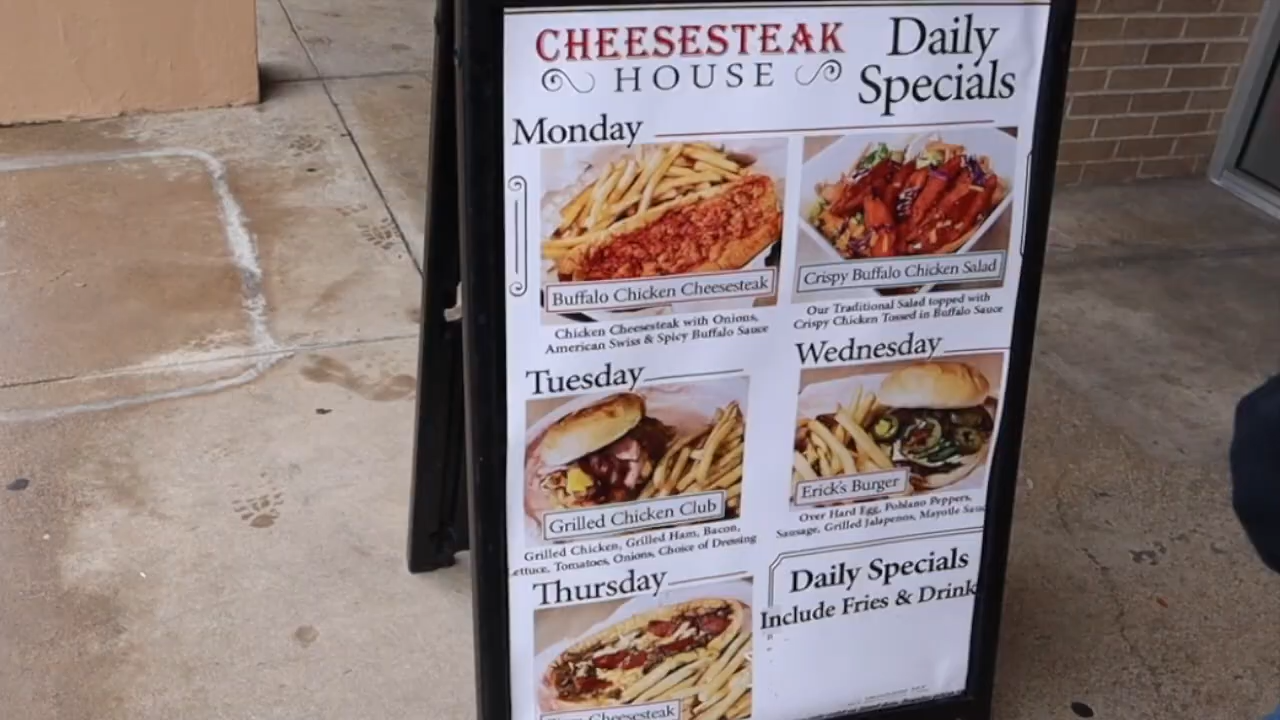 CHEESESTEAK
HOUSE
Daily
Specials
Monday
Buffalo Chicken Cheesesteak
Chicken Cheesesteak with Onions,
American Swiss & Spicy Buffalo Sauce
Crispy Buffalo Chicken Salad
Our Traditional Salad topped with
Crispy Chicken Tossed in Buffalo Sauce
Tuesday
Grilled Chicken Club
Grilled Chicken, Grilled Ham, Bacon,
ettuce, Tomatoes, Onions, Choice of Dressing
Wednesday
Erick's Burger
Over Hard Egg, Poblano Peppers,
Sausage, Grilled Jalapenos, Mayotle Sauc
Thursday
Cheesesteak
Daily Specials
Include Fries & Drink